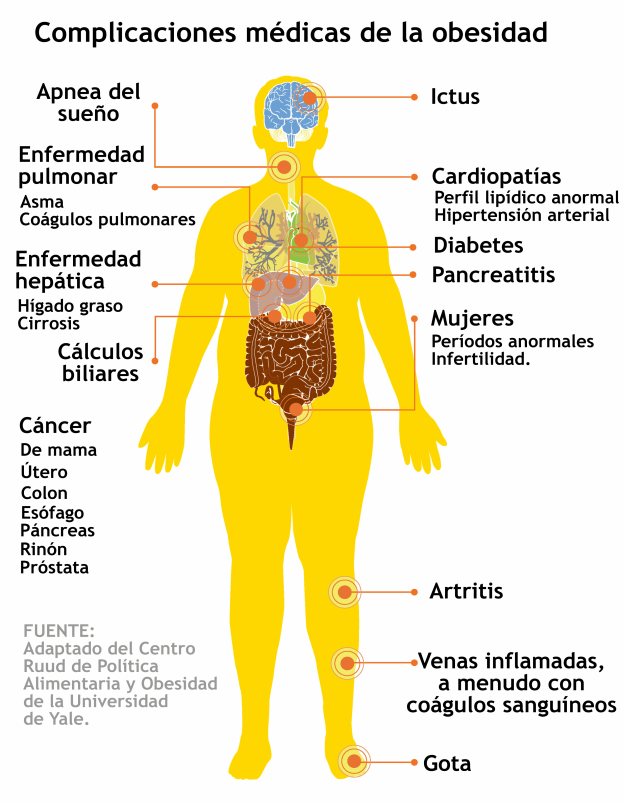 Complicaciones médicas de la obesidad
Apnea del
sueño
Enfermedad
pulmonar
Asma
Coágulos pulmonares
Enfermedad
hepática
Hígado graso
Cirrosis
Cálculos
biliares
Cáncer
De mama
Útero
Colon
Esófago
Páncreas
Rinón
Próstata
FUENTE:
Adaptado del Centro
Ruud de Política
Alimentaria y Obesidad
de la Universidad
de Yale.
Ictus
Cardiopatías
Perfil lipídico anormal
Hipertensión arterial
Diabetes
Pancreatitis
Mujeres
Períodos anormales
Infertilidad.
Artritis
Venas inflamadas,
a menudo con
coágulos sanguíneos
Gota